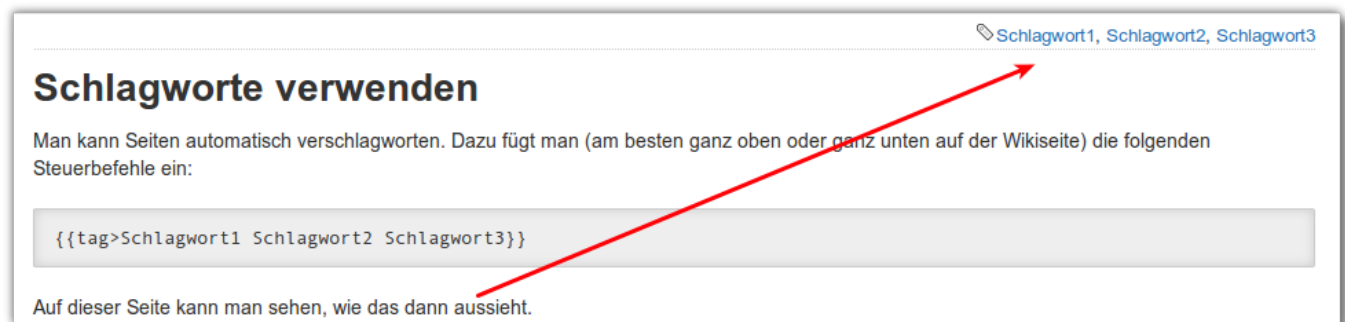 Schlagwort1, Schlagwort2, Schlagwort3
Schlagworte verwenden
Man kann Seiten automatisch verschlagworten. Dazu fügt man (am besten ganz oben oder ganz unten auf der Wikiseite) die folgenden
Steuerbefehle ein:
{{tag>Schlagwort1 Schlagwort2 Schlagwort3}}
Auf dieser Seite kann man sehen, wie das dann aussieht.